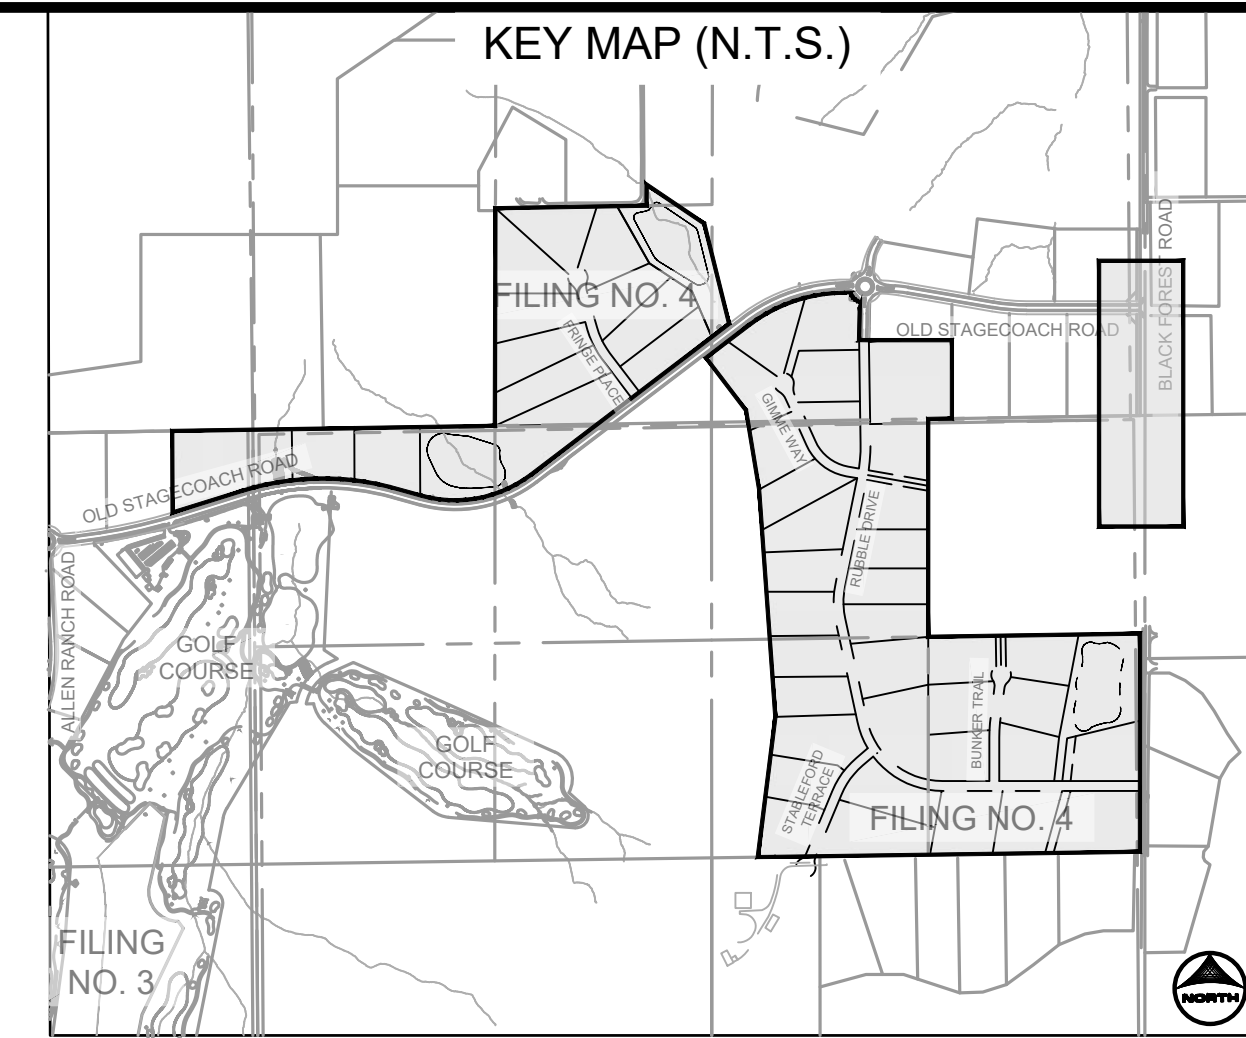 KEY MAP (N.T.S.)
BLACK FOREST ROAD
FILING NO. 4
OLD STAGECOACH ROAD
FRINGE PLACE
GIMME WAY
OLD STAGECOACH ROAD
RUBBLE DRIVE
ALLEN RANCH ROAD
GOLF
COURSE
BUNKER TRAIL
GOLF
COURSE
STABLEFORD
TERRACE
FILING NO. 4
FILING
NO. 3
NORTH